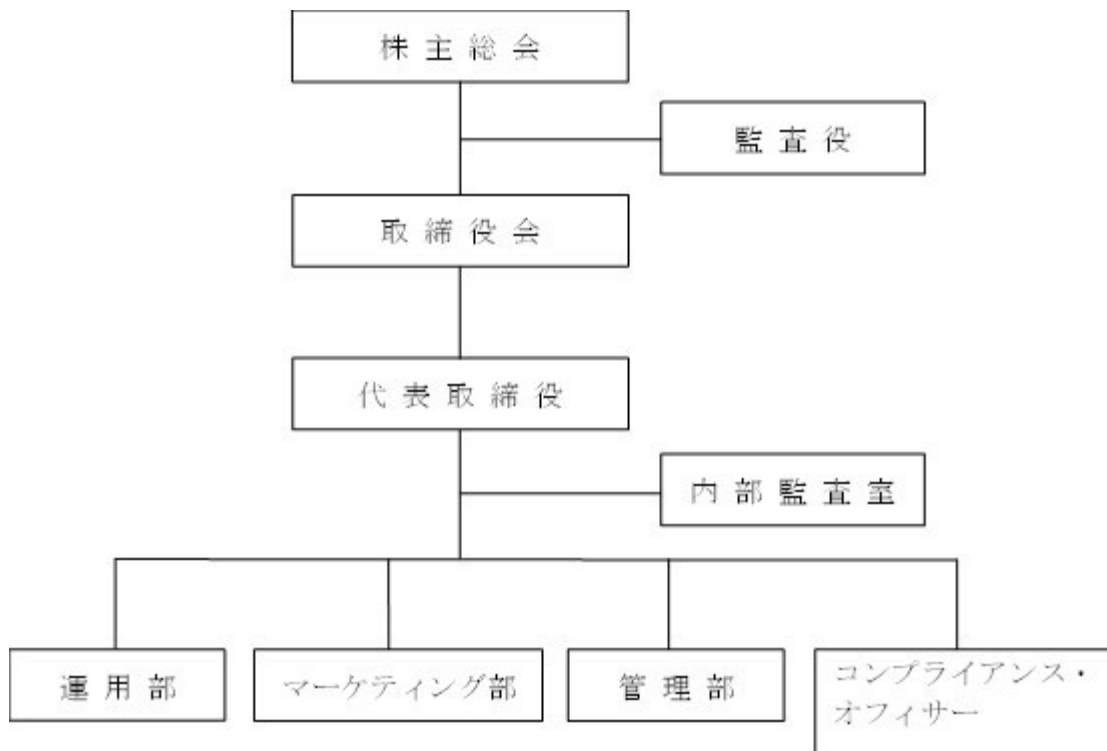 株主総会
監査役
取締役会
代表取締役
内部監査室
運用部
マーケティング部
管理部
コンプライアンス・
オフィサー